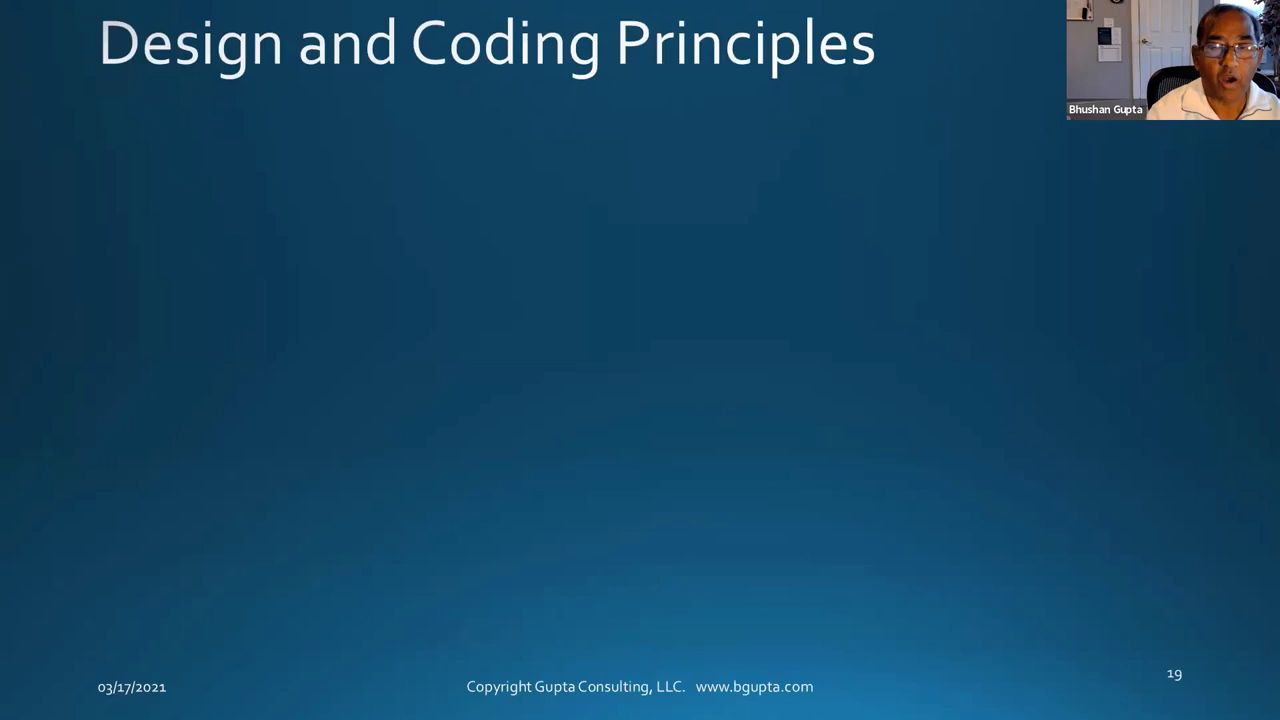 Design and Coding Principles
Bhushan Gupta
03/17/2021
Copyright Gupta Consulting, LLC. www.bgupta.com
19